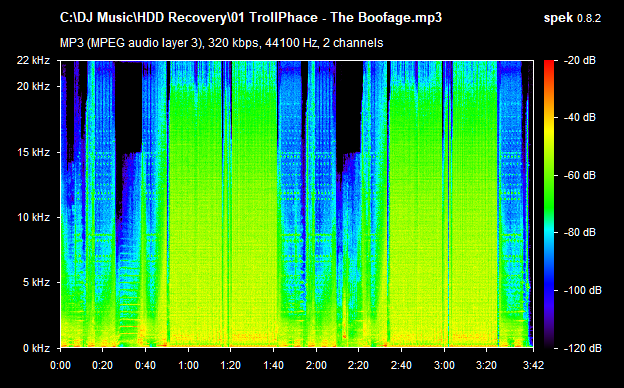 C:\DJ Music\HDD Recovery\01 TrollPhace - The Boofage.mp3
spek 0.8.2
MP3 (MPEG audio layer 3), 320 kbps, 44100 Hz, 2 channels
22 kHz
20 kHz
15 kHz
10 kHz
5 kHz
0 kHz
0:00 0:20 0:40 1:00 1:20 1:40 2:00 2:20 2:40 3:00 3:20 3:42
-20 dB
-40 dB
-60 dB
-80 dB
-100 dB
-120 dB